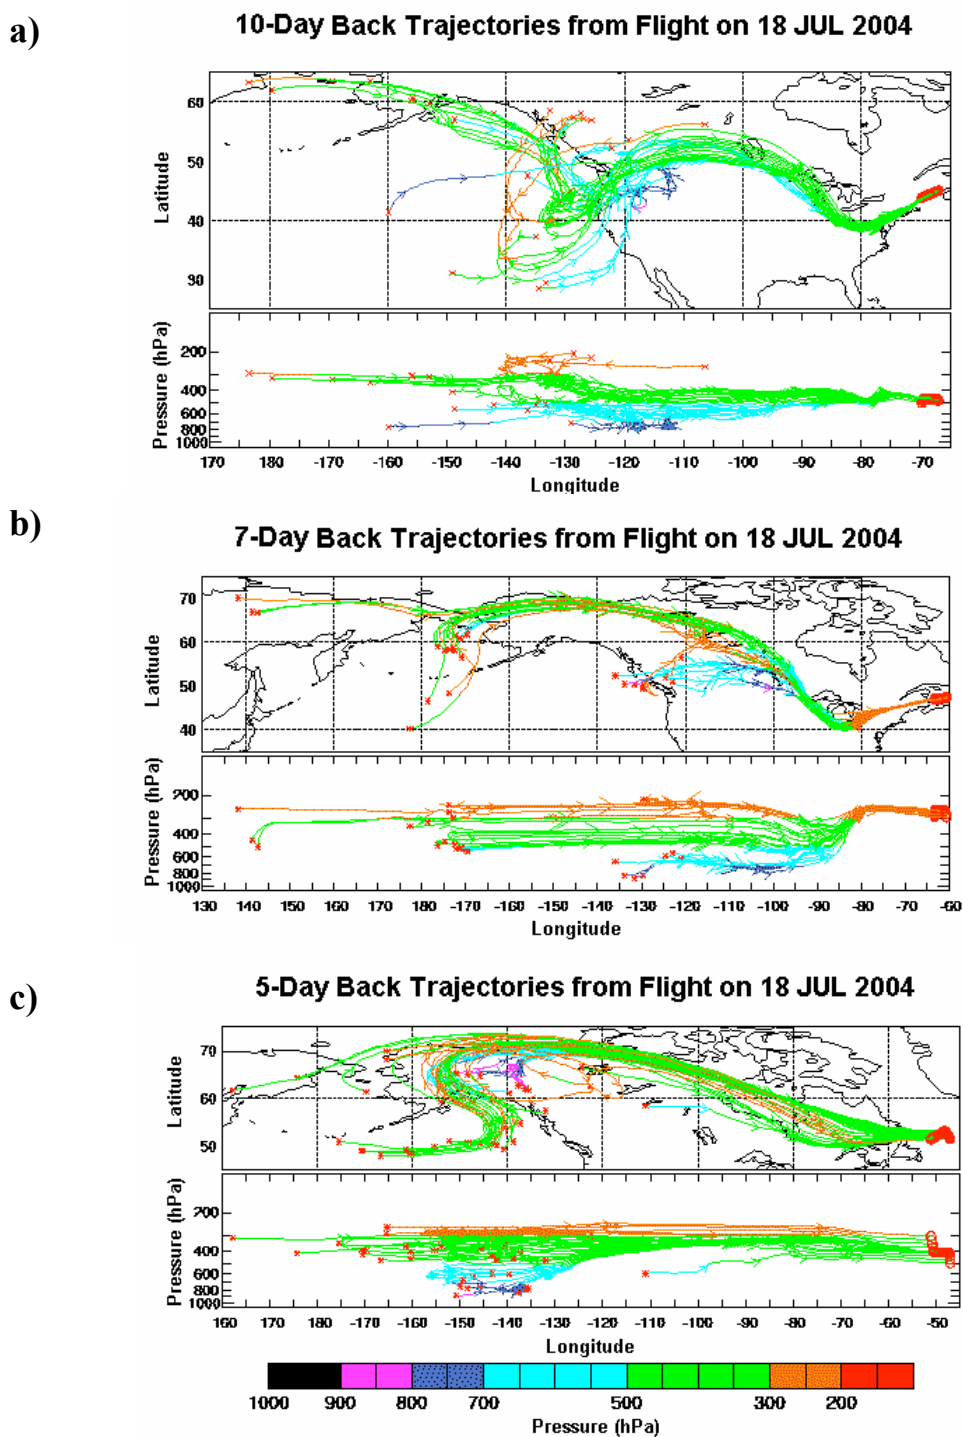 a)
10-Day Back Trajectories from Flight on 18 JUL 2004
60
50
40
30
Latitude
200
400
600
800
1000
Pressure (hPa)
170 180 -170 -160 -150 -140 -130 -120 -110 -100 -90 -80 -70
Longitude
b)
7-Day Back Trajectories from Flight on 18 JUL 2004
70
60
50
40
Latitude
200
400
600
800
1000
Pressure (hPa)
130 140 150 160 170 180 -170 -160 -150 -140 -130 -120 -110 -100 -90 -80 -70 -60
Longitude
c)
5-Day Back Trajectories from Flight on 18 JUL 2004
70
60
50
Latitude
200
400
600
800
1000
Pressure (hPa)
160 170 180 -170 -160 -150 -140 -130 -120 -110 -100 -90 -80 -70 -60 -50
Longitude
1000 900 800 700 500 300 200
Pressure (hPa)